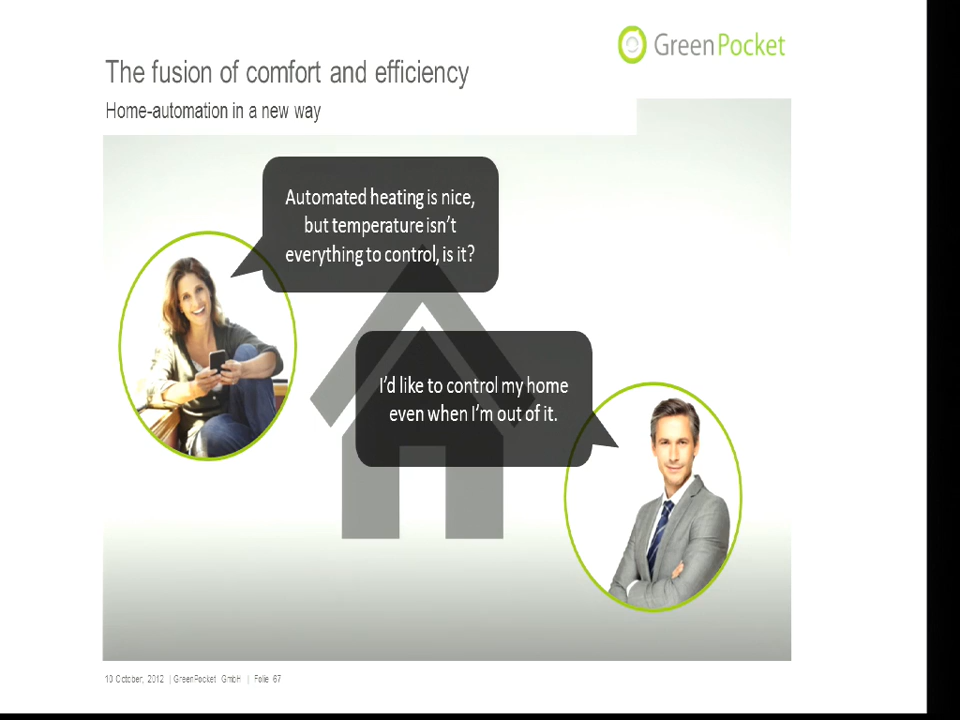 GreenPocket
The fusion of comfort and efficiency
Home-automation in a new way
Automated heating is nice,
but temperature isn't
everything to control, is it?
I'd like to control my home
even when I'm out of it.
10 October, 2012 | GreenPocket GmbH | Folie 67